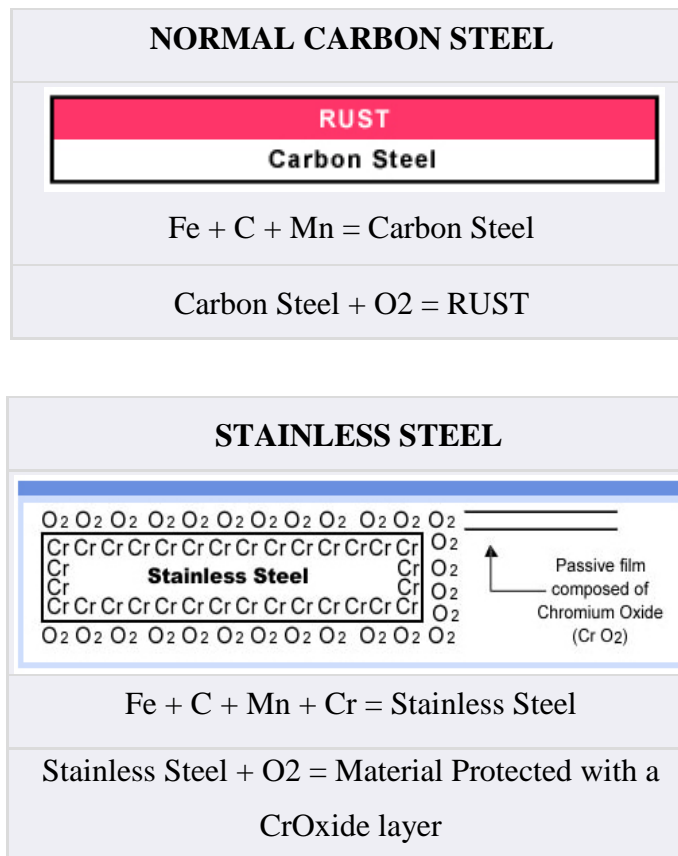 NORMAL CARBON STEEL
RUST
Carbon Steel
Fe + C + Mn = Carbon Steel
Carbon Steel + O2 = RUST
STAINLESS STEEL
O2 O2 O2 O2 O2 O2 O2 O2 O2 O2 O2 O2
Cr Cr Cr Cr Cr Cr Cr Cr Cr Cr Cr Cr Cr Cr O2
Cr Stainless Steel Cr O2
Cr Cr O2
Cr Cr Cr Cr Cr Cr Cr Cr Cr Cr Cr Cr Cr Cr O2
O2 O2 O2 O2 O2 O2 O2 O2 O2 O2 O2 O2
Passive film
composed of
Chromium Oxide
(Cr O2)
Fe + C + Mn + Cr = Stainless Steel
Stainless Steel + O2 = Material Protected with a
CrOxide layer